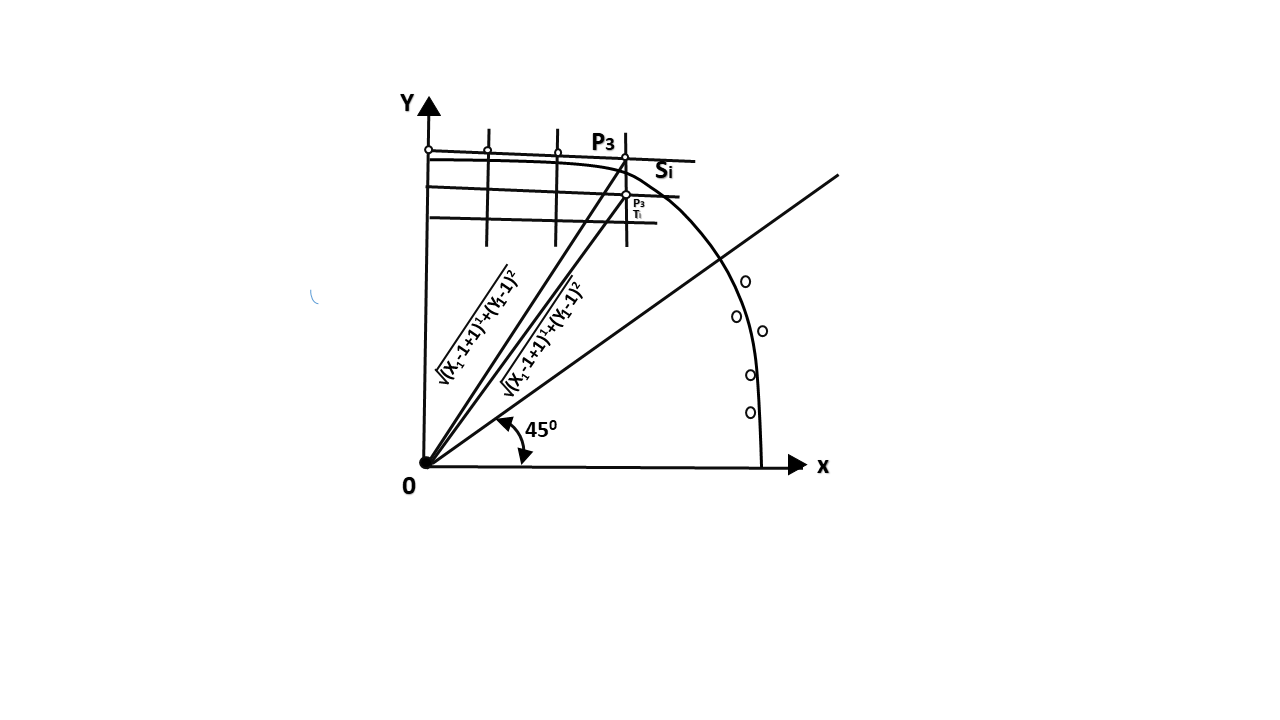 Y
P3
Si
P3
Ti
√(X1-1+1)¹+(Y1-1)²
√(X1-1+1)¹+(Y1-1)²
45⁰
x
0